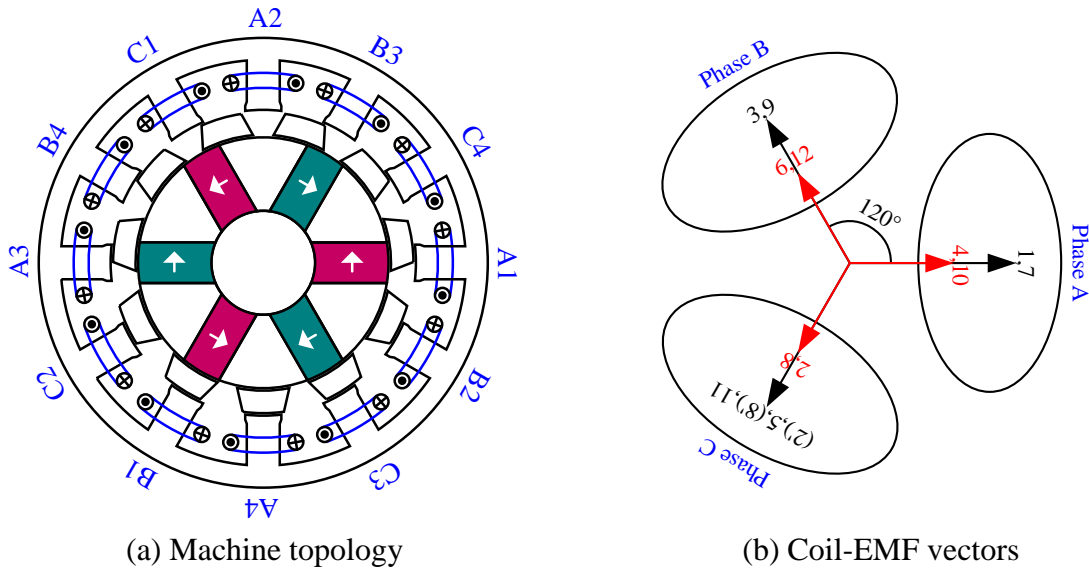 A2
C1
B3
B4
C4
A3
A1
C2
B2
B1
C3
A4
(a) Machine topology
Phase B
3,9
6,12
120°
4,10
1,7
Phase A
2,8
(2'),5,(8'),11
Phase C
(b) Coil-EMF vectors